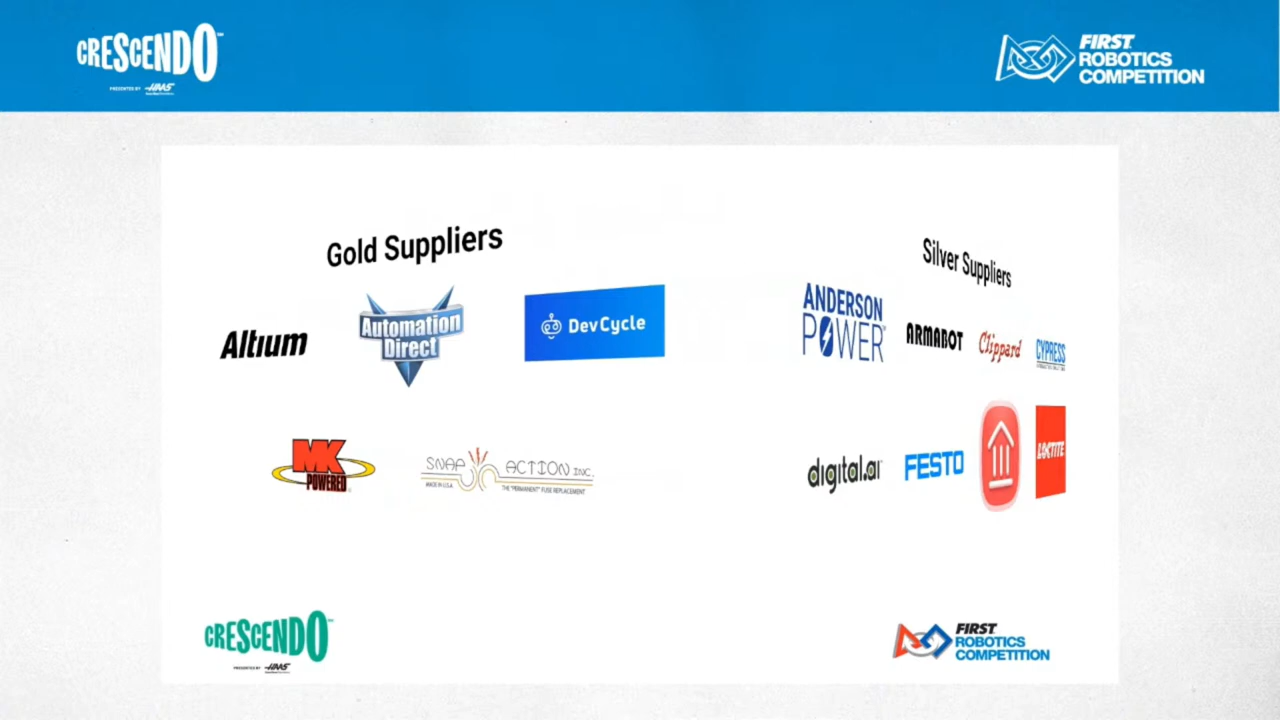 CRESCENDO
PRESENTED BY HAAS
FIRST
ROBOTICS
COMPETITION
Gold Suppliers
Silver Suppliers
Altium
Automation
Direct
DevCycle
ANDERSON
POWER
ARMABOT
Clippard
CYPRESS
MK
POWERED
SNAP ACTION INC.
MADE IN U.S.A. THE "PERMANENT" FUSE REPLACEMENT
digital.ai
FESTO
LOCTITE
CRESCENDO
PRESENTED BY HAAS
FIRST
ROBOTICS
COMPETITION